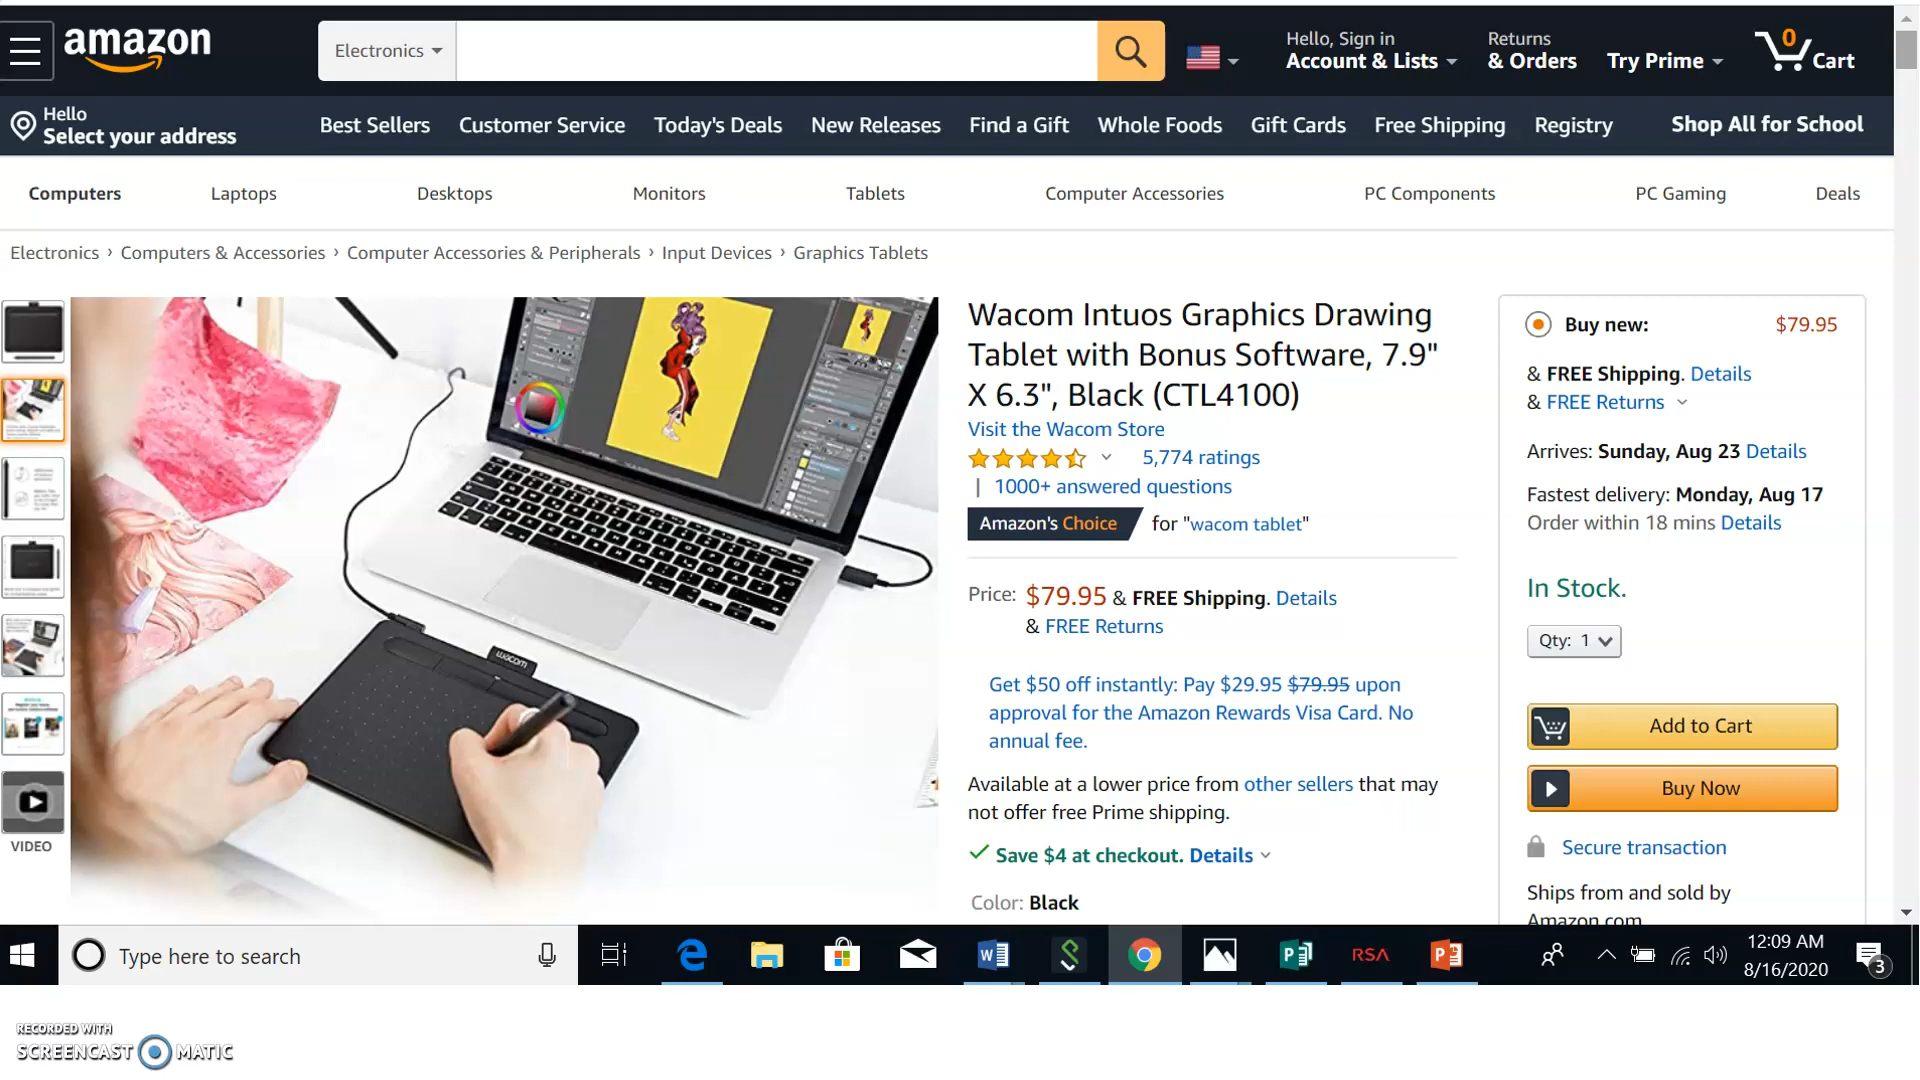 amazon
Electronics
Hello, Sign in
Account & Lists
Returns
& Orders
Try Prime
0
Cart
Hello
Select your address
Best Sellers
Customer Service
Today's Deals
New Releases
Find a Gift
Whole Foods
Gift Cards
Free Shipping
Registry
Shop All for School
Computers
Laptops
Desktops
Monitors
Tablets
Computer Accessories
PC Components
PC Gaming
Deals
Electronics › Computers & Accessories › Computer Accessories & Peripherals › Input Devices › Graphics Tablets
VIDEO
wacom
Wacom Intuos Graphics Drawing
Tablet with Bonus Software, 7.9"
X 6.3", Black (CTL4100)
Visit the Wacom Store
5,774 ratings
| 1000+ answered questions
Amazon's Choice for "wacom tablet"
Price: $79.95 & FREE Shipping. Details
& FREE Returns
Get $50 off instantly: Pay $29.95 $79.95 upon
approval for the Amazon Rewards Visa Card. No
annual fee.
Available at a lower price from other sellers that may
not offer free Prime shipping.
Save $4 at checkout. Details
Color: Black
Buy new: $79.95
& FREE Shipping. Details
& FREE Returns
Arrives: Sunday, Aug 23 Details
Fastest delivery: Monday, Aug 17
Order within 18 mins Details
In Stock.
Qty: 1
Add to Cart
Buy Now
Secure transaction
Ships from and sold by
Amazon.com
Type here to search
RSA
12:09 AM
8/16/2020
3
RECORDED WITH
SCREENCAST MATIC